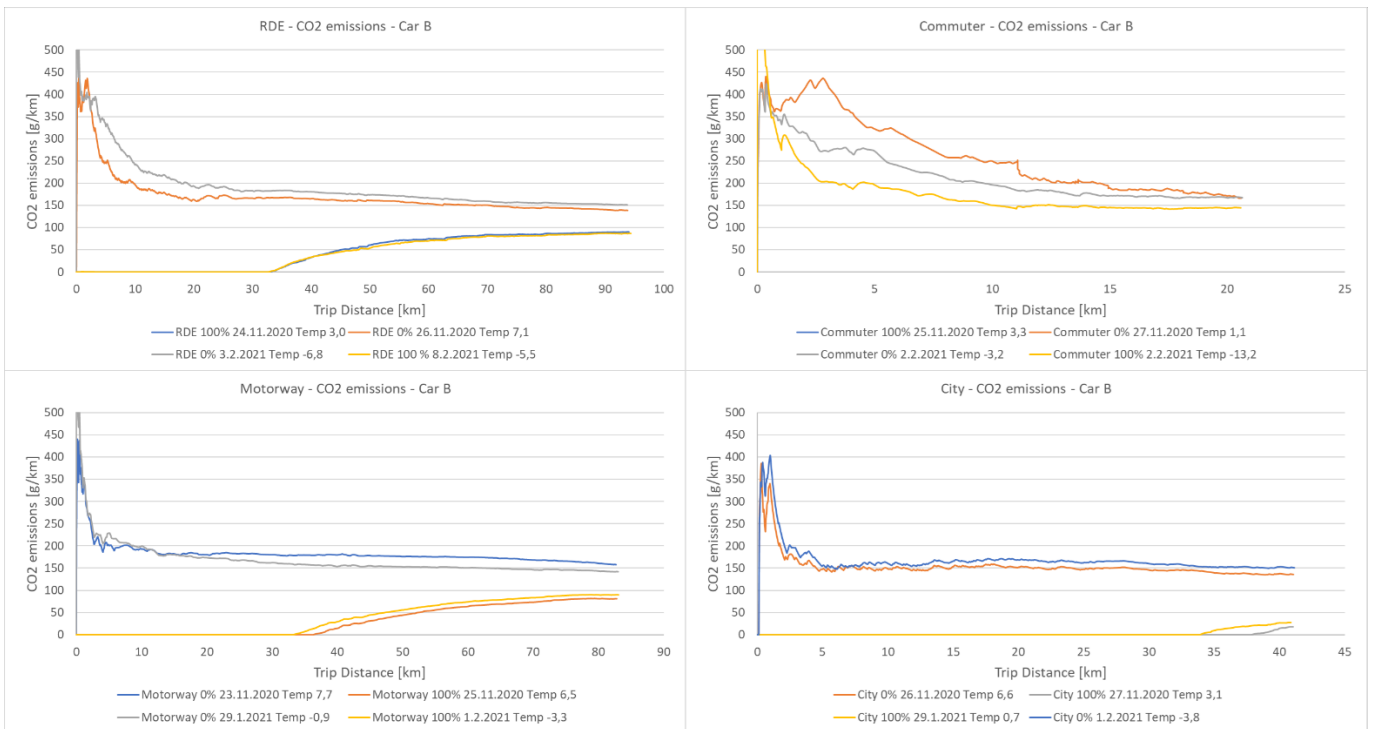 RDE - CO2 emissions - Car B
CO2 emissions [g/km]
500
450
400
350
300
250
200
150
100
50
0
0 10 20 30 40 50 60 70 80 90 100
Trip Distance [km]
RDE 100% 24.11.2020 Temp 3,0 RDE 0% 26.11.2020 Temp 7,1
RDE 0% 3.2.2021 Temp -6,8 RDE 100 % 8.2.2021 Temp -5,5
Commuter - CO2 emissions - Car B
CO2 emissions [g/km]
500
450
400
350
300
250
200
150
100
50
0
0 5 10 15 20 25
Trip Distance [km]
Commuter 100% 25.11.2020 Temp 3,3 Commuter 0% 27.11.2020 Temp 1,1
Commuter 0% 2.2.2021 Temp -3,2 Commuter 100% 2.2.2021 Temp -13,2
Motorway - CO2 emissions - Car B
CO2 emissions [g/km]
500
450
400
350
300
250
200
150
100
50
0
0 10 20 30 40 50 60 70 80 90
Trip Distance [km]
Motorway 0% 23.11.2020 Temp 7,7 Motorway 100% 25.11.2020 Temp 6,5
Motorway 0% 29.1.2021 Temp -0,9 Motorway 100% 1.2.2021 Temp -3,3
City - CO2 emissions - Car B
CO2 emissions [g/km]
500
450
400
350
300
250
200
150
100
50
0
0 5 10 15 20 25 30 35 40 45
Trip Distance [km]
City 0% 26.11.2020 Temp 6,6 City 100% 27.11.2020 Temp 3,1
City 100% 29.1.2021 Temp 0,7 City 0% 1.2.2021 Temp -3,8